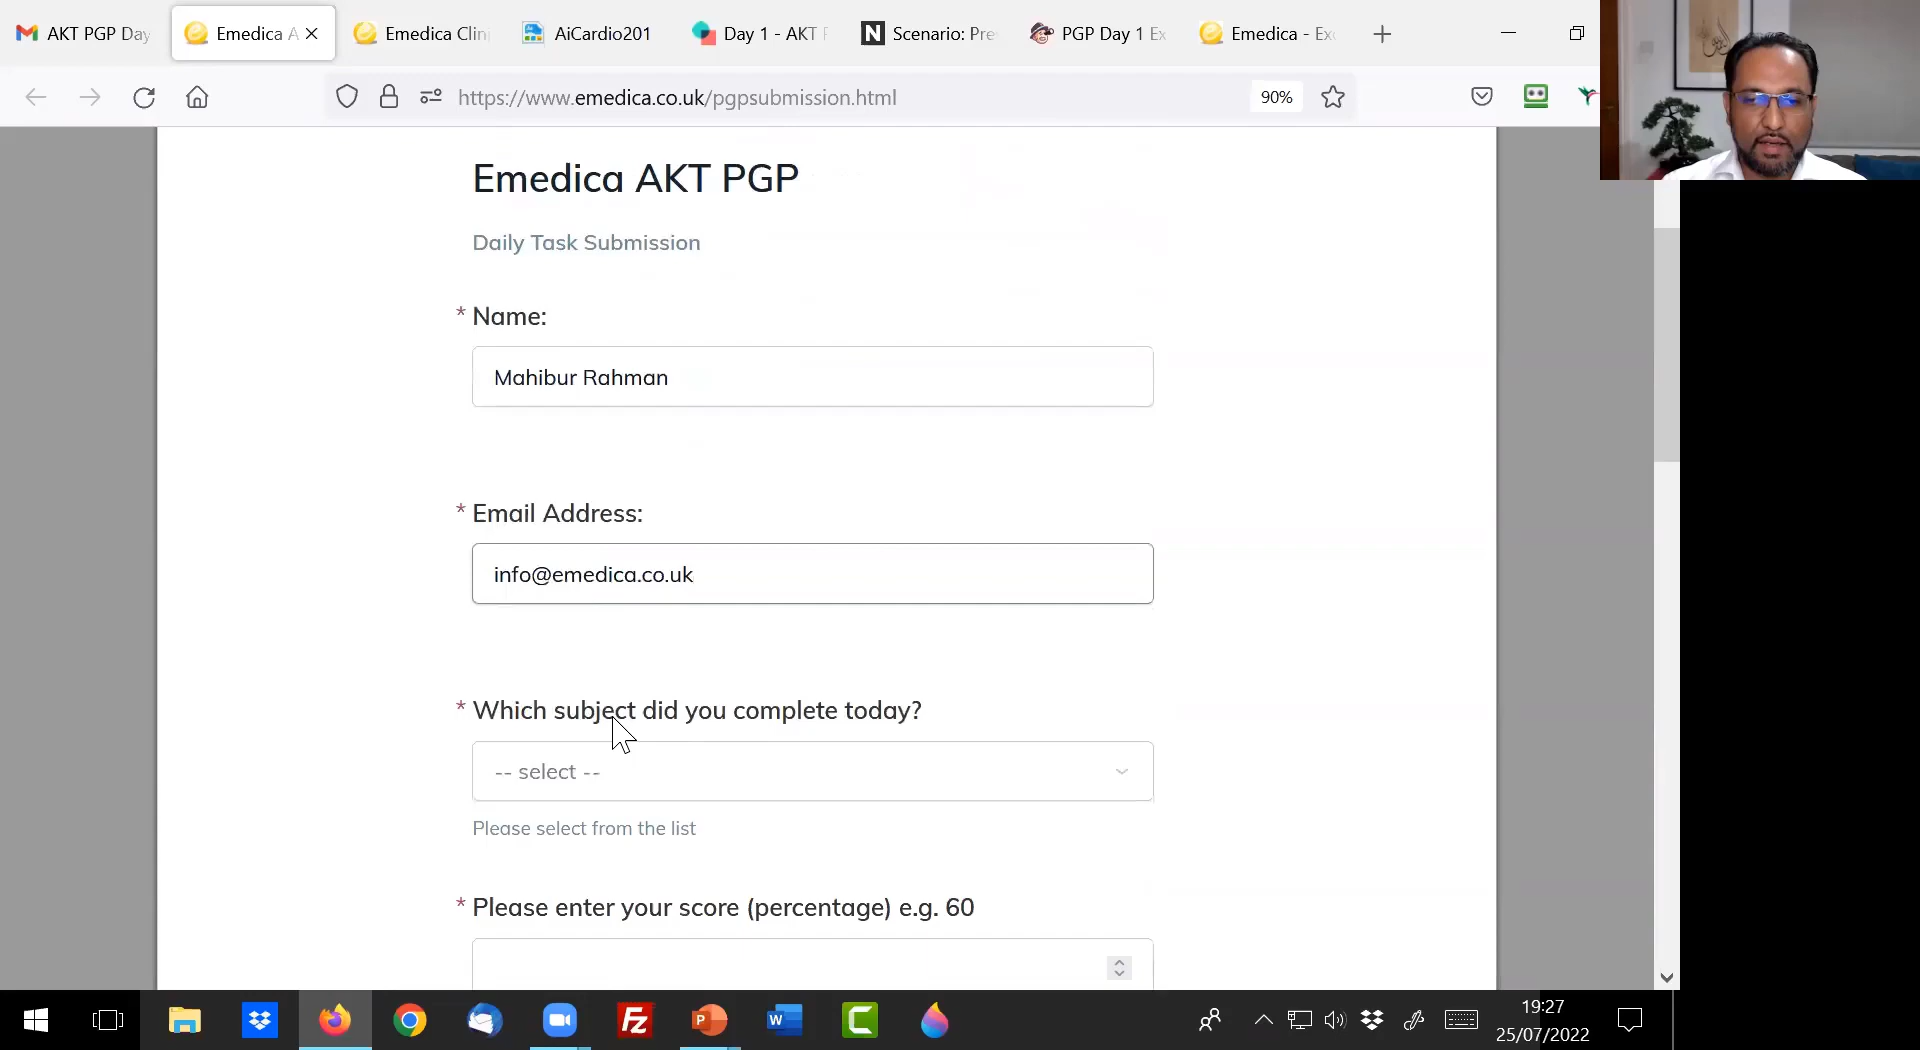 AKT PGP Day
Emedica A
Emedica Clin
AiCardio201
Day 1 - AKT F
Scenario: Pre
PGP Day 1 Ex
Emedica - Ex
https://www.emedica.co.uk/pgpsubmission.html
90%
Emedica AKT PGP
Daily Task Submission
* Name:
Mahibur Rahman
* Email Address:
info@emedica.co.uk
* Which subject did you complete today?
-- select --
Please select from the list
* Please enter your score (percentage) e.g. 60
19:27
25/07/2022